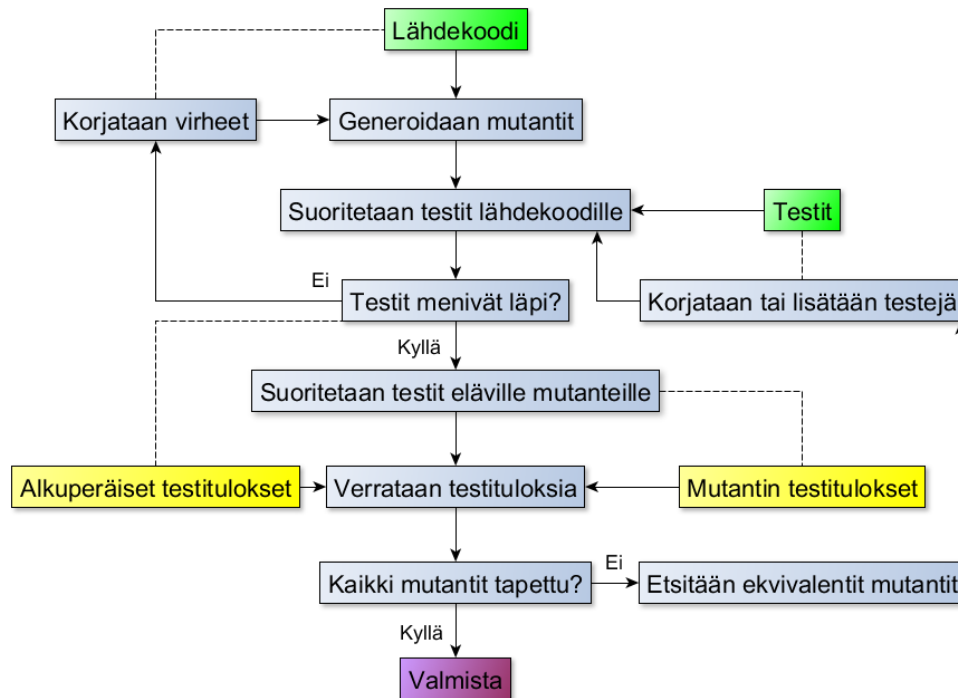 Lähdekoodi
Korjataan virheet
Generoidaan mutantit
Suoritetaan testit lähdekoodille
Testit
Ei
Testit menivät läpi?
Korjataan tai lisätään testejä
Kyllä
Suoritetaan testit eläville mutanteille
Alkuperäiset testitulokset
Verrataan testituloksia
Mutantin testitulokset
Kaikki mutantit tapettu?
Ei
Etsitään ekvivalentit mutantit
Kyllä
Valmista